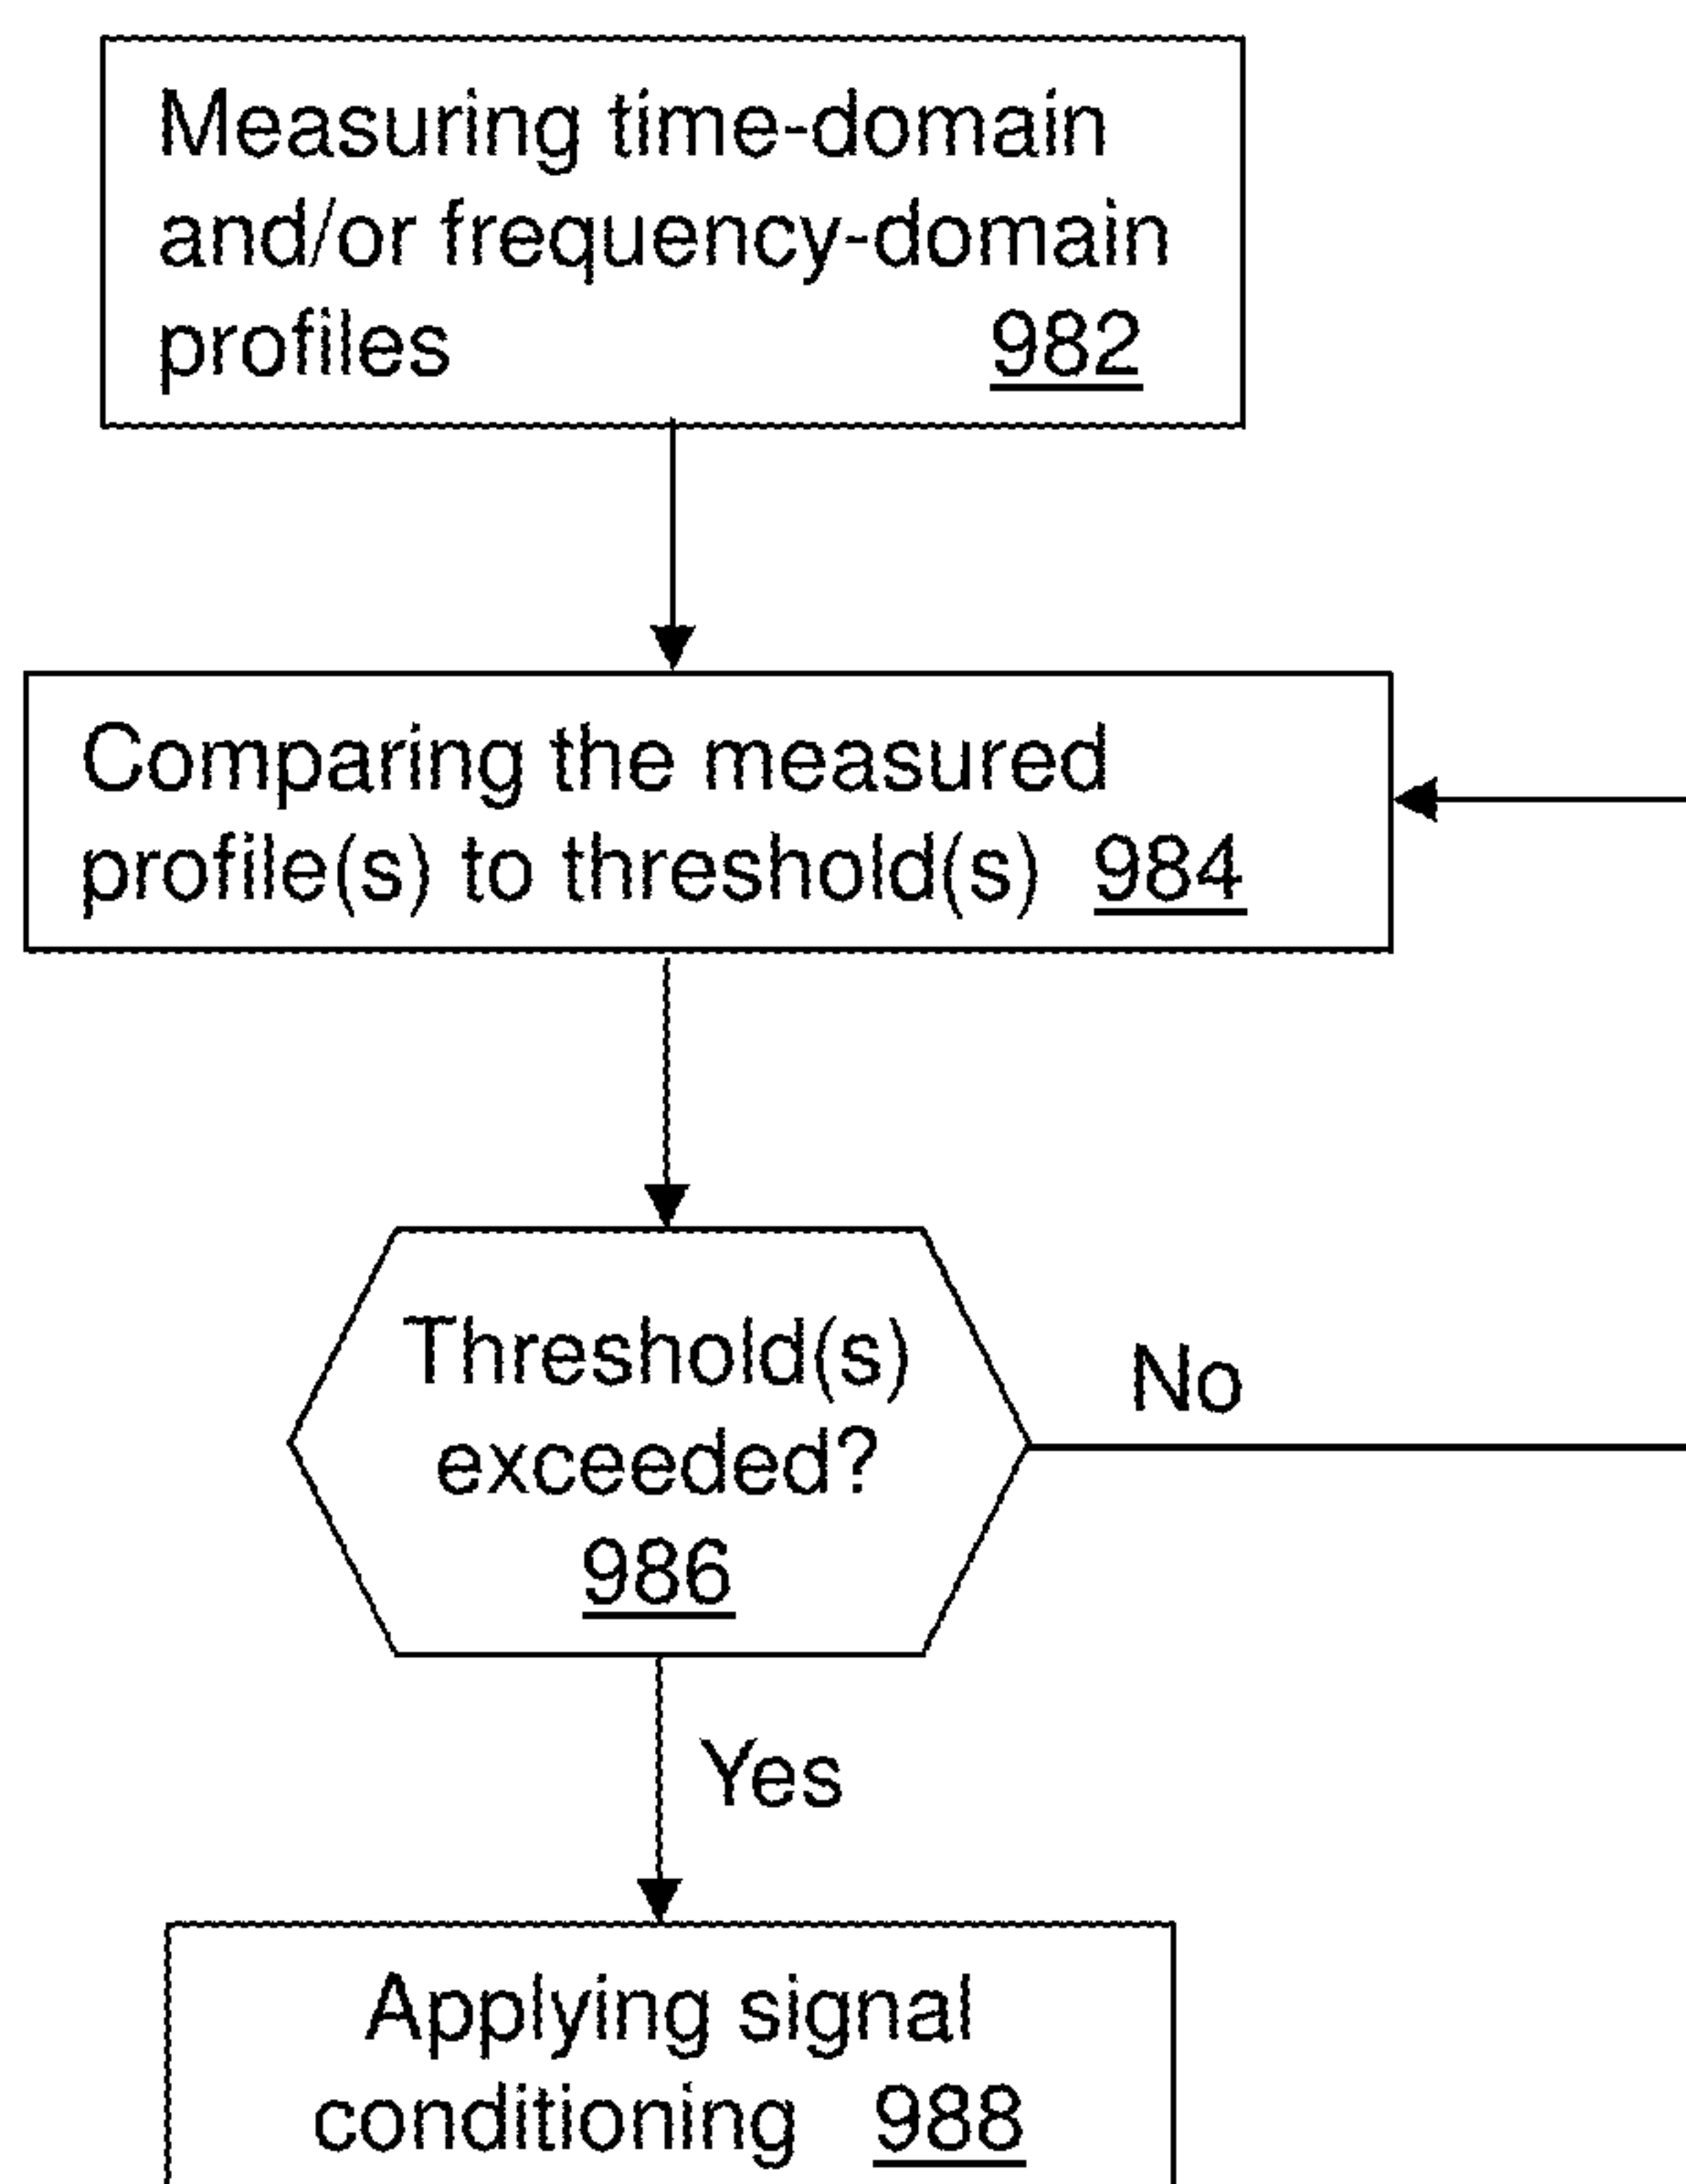 Measuring time-domain
and/or frequency-domain
profiles 982
Comparing the measured
profile(s) to threshold(s) 984
Threshold(s)
exceeded?
986
No
Yes
Applying signal
conditioning 988